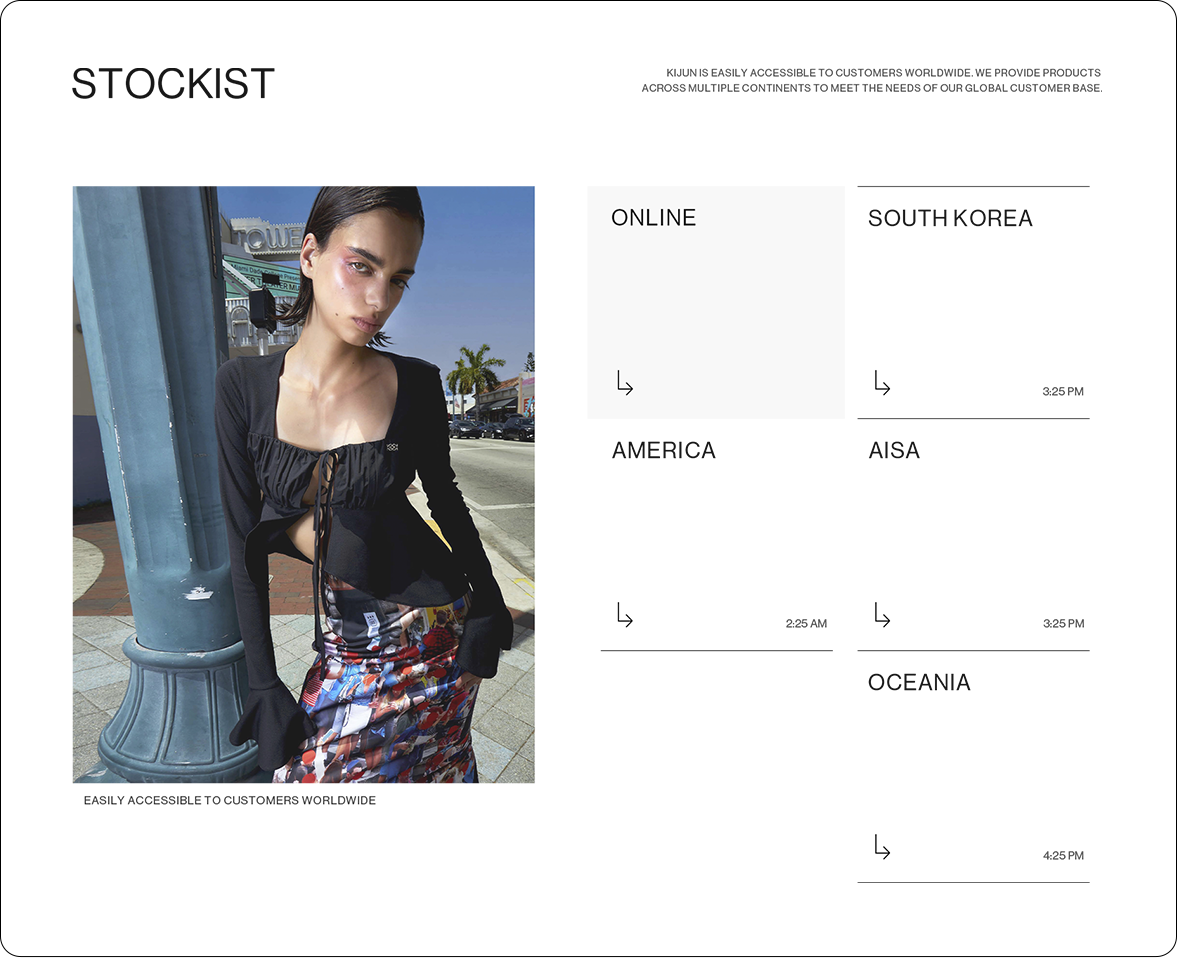 STOCKIST
KIJUN IS EASILY ACCESSIBLE TO CUSTOMERS WORLDWIDE. WE PROVIDE PRODUCTS
ACROSS MULTIPLE CONTINENTS TO MEET THE NEEDS OF OUR GLOBAL CUSTOMER BASE.
TOWER
ONLINE
SOUTH KOREA
3:25 PM
AMERICA
AISA
2:25 AM
3:25 PM
OCEANIA
4:25 PM
EASILY ACCESSIBLE TO CUSTOMERS WORLDWIDE